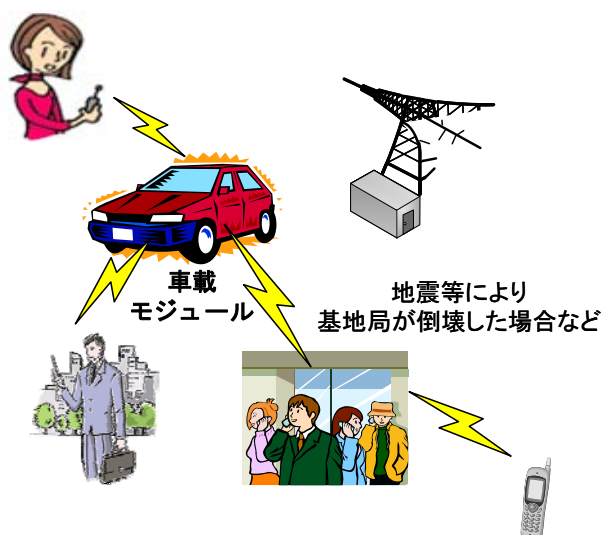 車載
モジュール
地震等により
基地局が倒壊した場合など